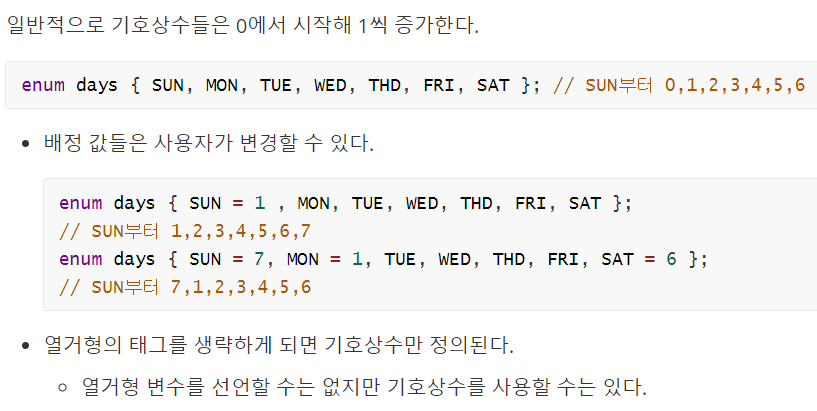 일반적으로 기호상수들은 0에서 시작해 1씩 증가한다.
enum days { SUN, MON, TUE, WED, THD, FRI, SAT }; // SUN부터 0,1,2,3,4,5,6
배정 값들은 사용자가 변경할 수 있다.
enum days { SUN = 1 , MON, TUE, WED, THD, FRI, SAT };
// SUN부터 1,2,3,4,5,6,7
enum days { SUN = 7, MON = 1, TUE, WED, THD, FRI, SAT = 6 };
// SUN부터 7,1,2,3,4,5,6
열거형의 태그를 생략하게 되면 기호상수만 정의된다.
열거형 변수를 선언할 수는 없지만 기호상수를 사용할 수는 있다.